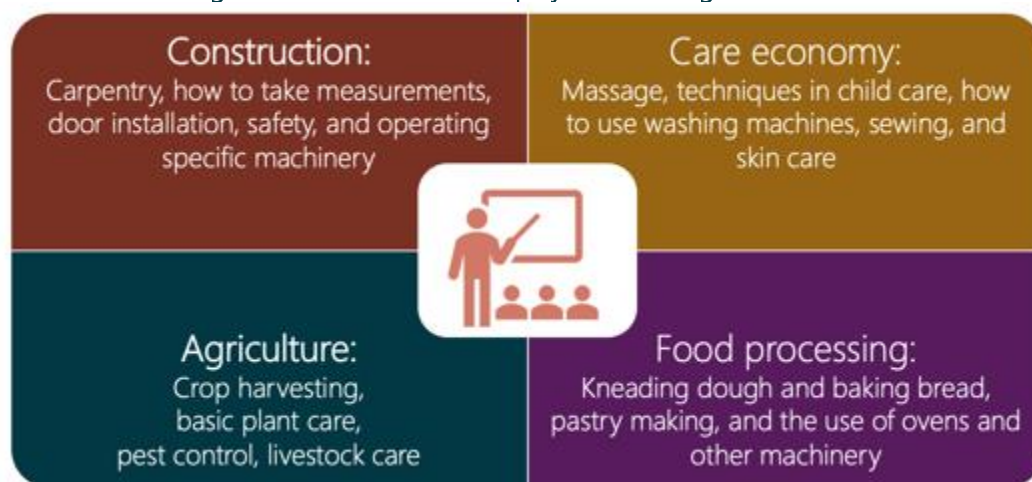 Construction:
Carpentry, how to take measurements,
door installation, safety, and operating
specific machinery
Care economy:
Massage, techniques in child care, how
to use washing machines, sewing, and
skin care
Agriculture:
Crop harvesting,
basic plant care,
pest control, livestock care
Food processing:
Kneading dough and baking bread,
pastry making, and the use of ovens and
other machinery